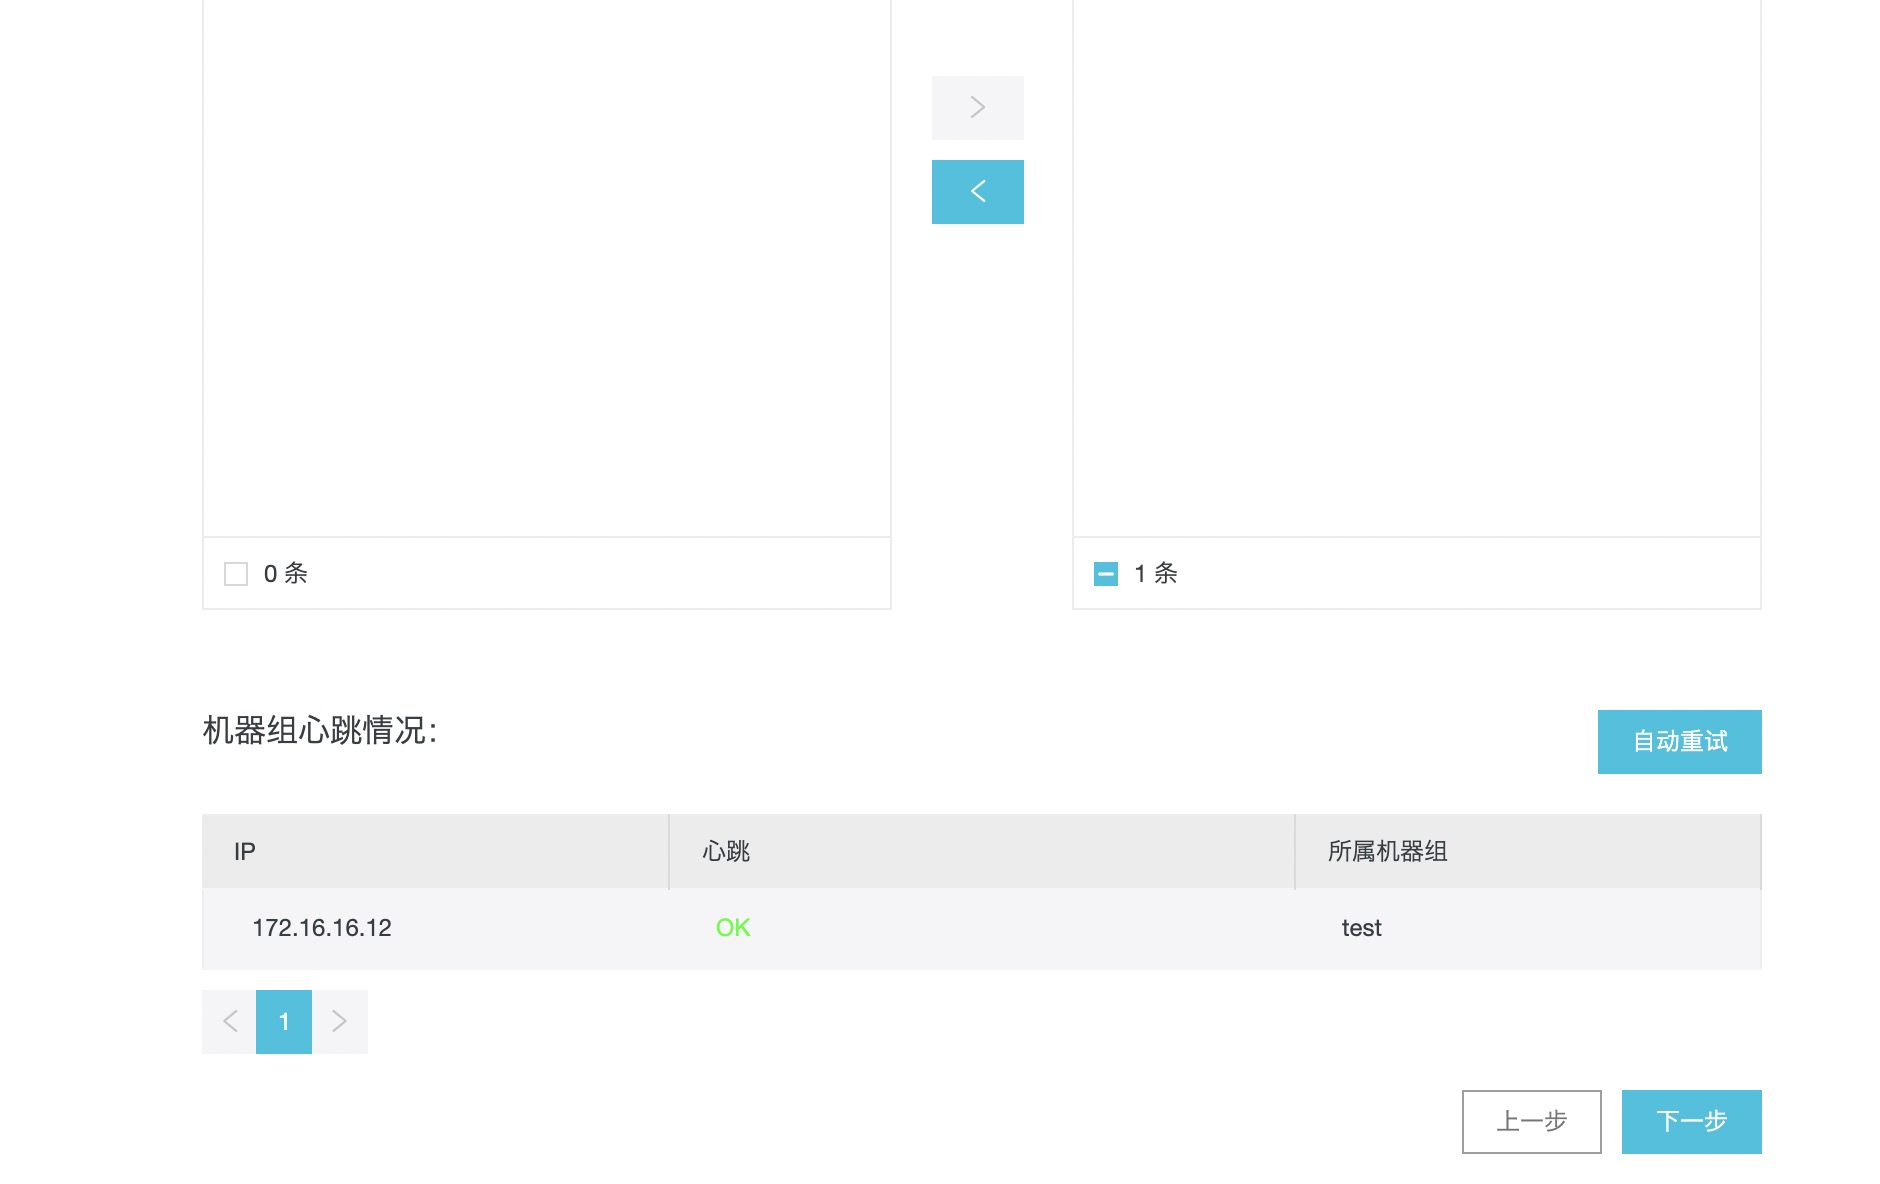 0 条
1 条
机器组心跳情况：
自动重试
IP 心跳 所属机器组
172.16.16.12 OK test
1
上一步 下一步